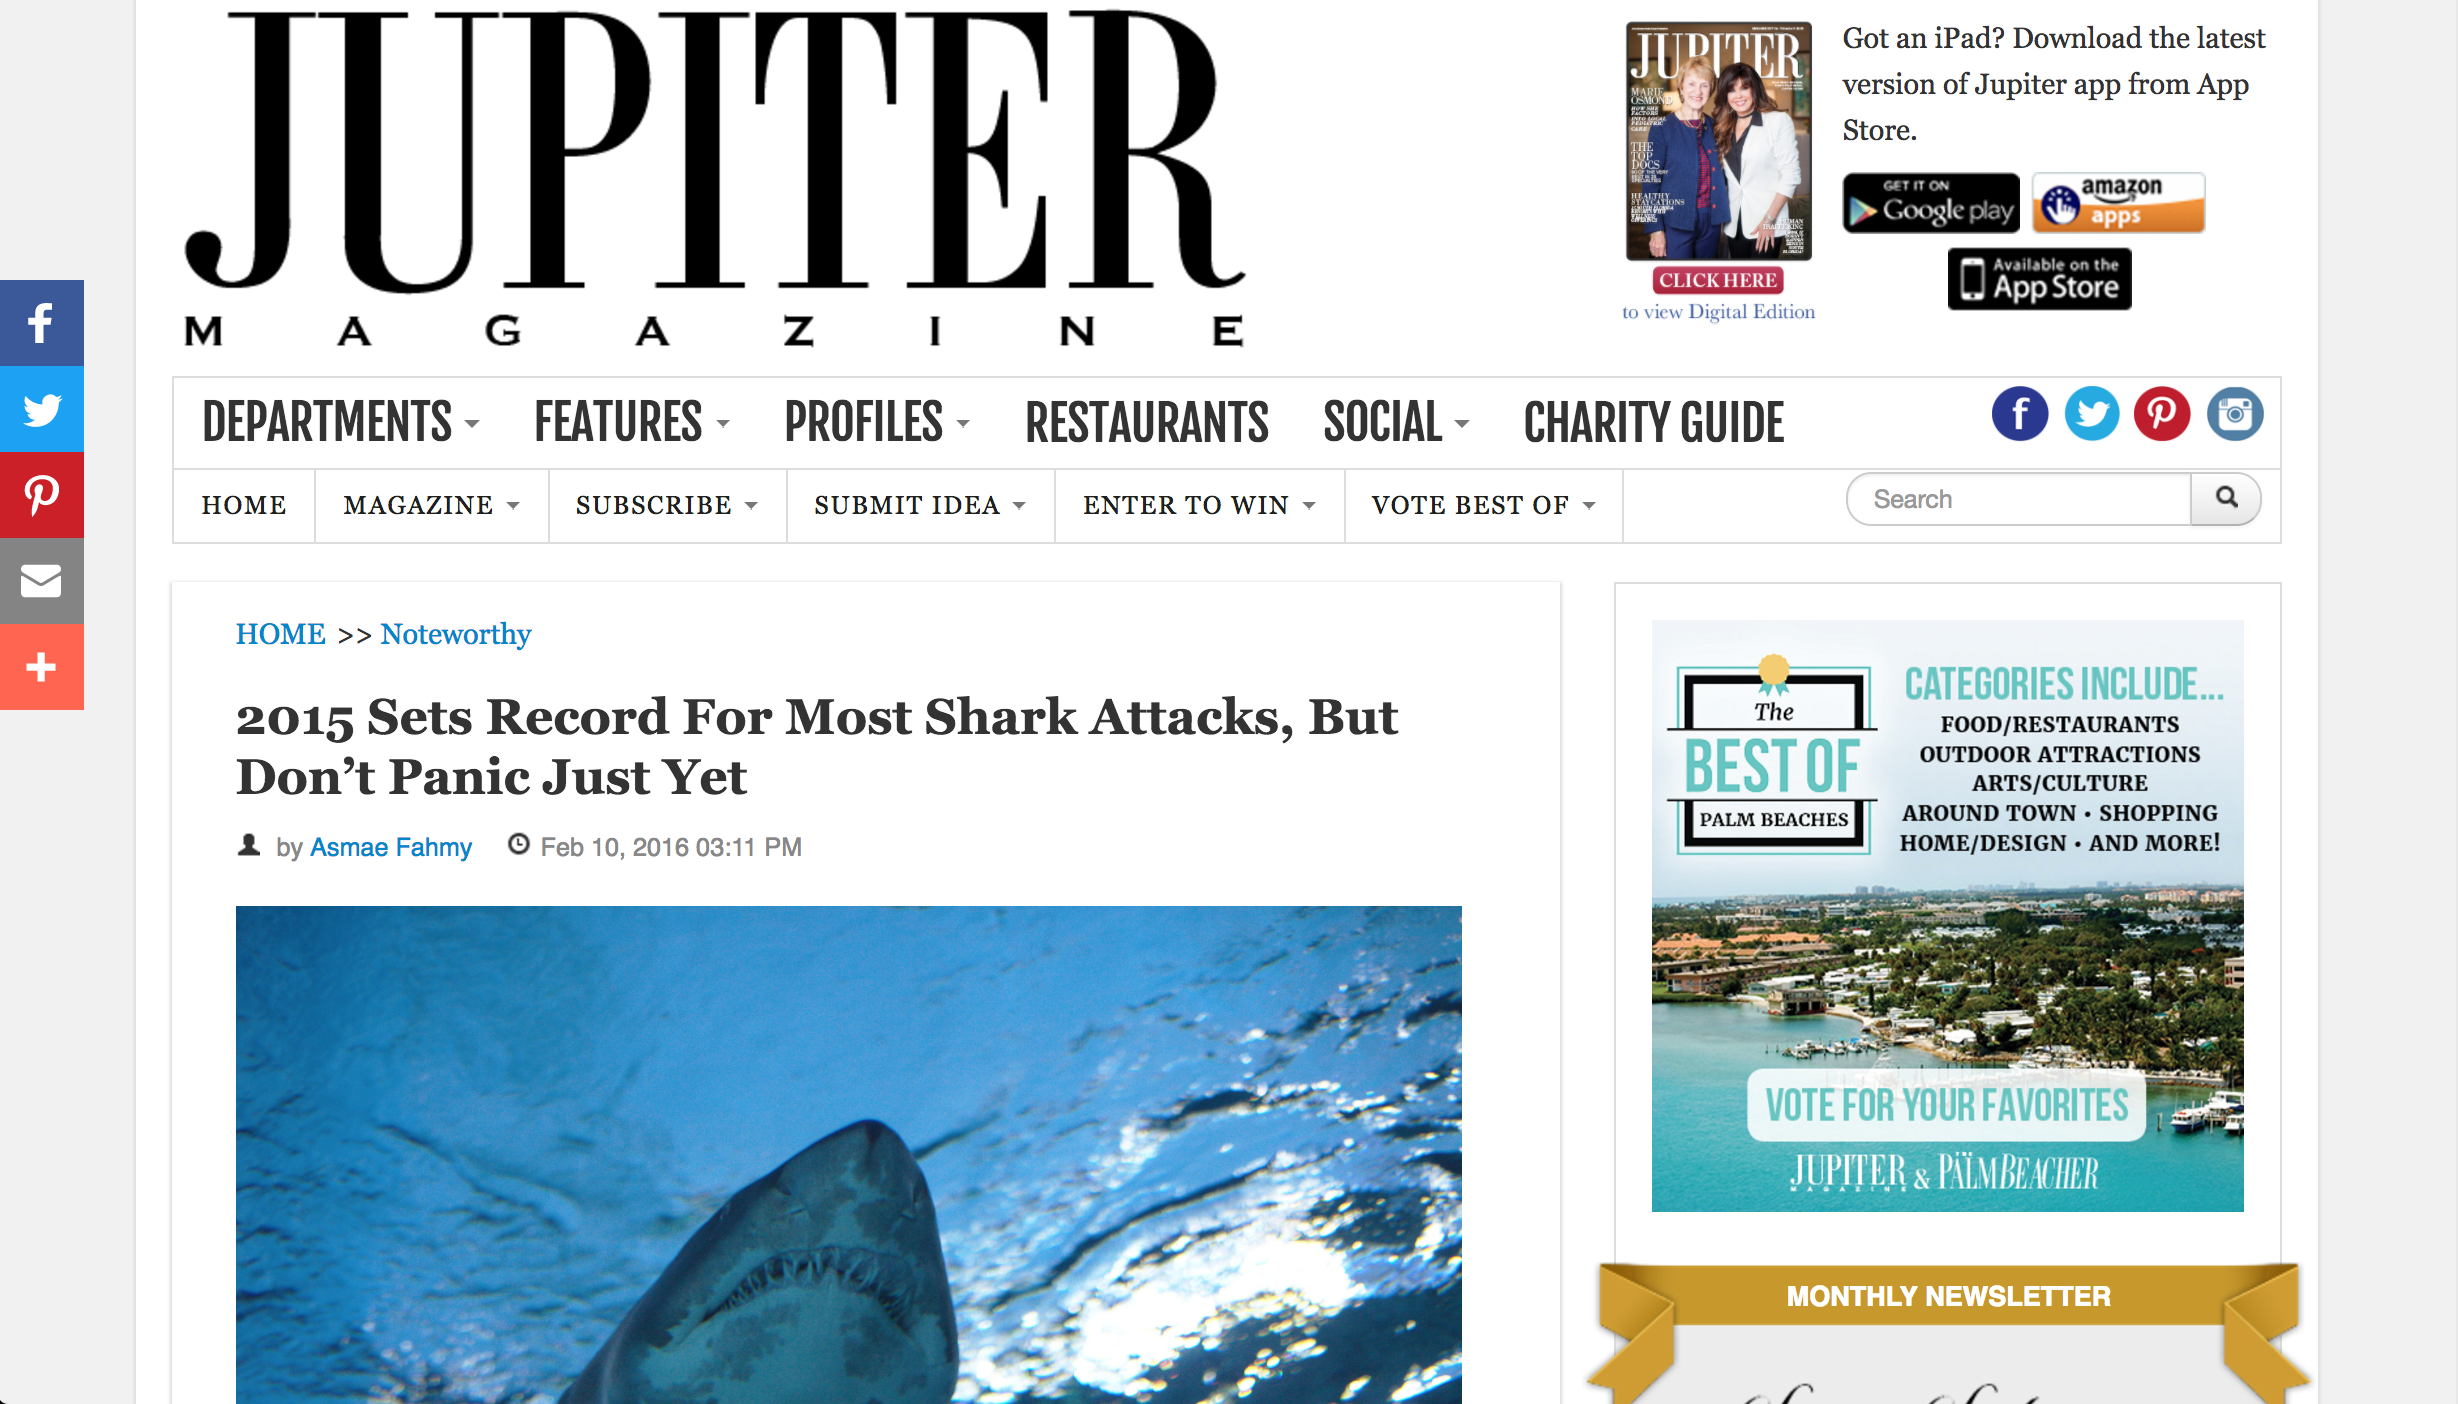 JUPITER
MAGAZINE
JUPITER
MARIE
OSMOND
THE
TOP
DOCS
HEALTHY
STAYCATIONS
CLICK HERE
to view Digital Edition
Got an iPad? Download the latest
version of Jupiter app from App
Store.
GET IT ON
Google play
amazon
apps
Available on the
App Store
DEPARTMENTS FEATURES PROFILES RESTAURANTS SOCIAL CHARITY GUIDE
HOME MAGAZINE SUBSCRIBE SUBMIT IDEA ENTER TO WIN VOTE BEST OF
Search
HOME >> Noteworthy
2015 Sets Record For Most Shark Attacks, But
Don’t Panic Just Yet
by Asmae Fahmy Feb 10, 2016 03:11 PM
The
BEST OF
PALM BEACHES
CATEGORIES INCLUDE...
FOOD/RESTAURANTS
OUTDOOR ATTRACTIONS
ARTS/CULTURE
AROUND TOWN • SHOPPING
HOME/DESIGN • AND MORE!
VOTE FOR YOUR FAVORITES
JUPITER & PALMBEACHER
MAGAZINE
MONTHLY NEWSLETTER